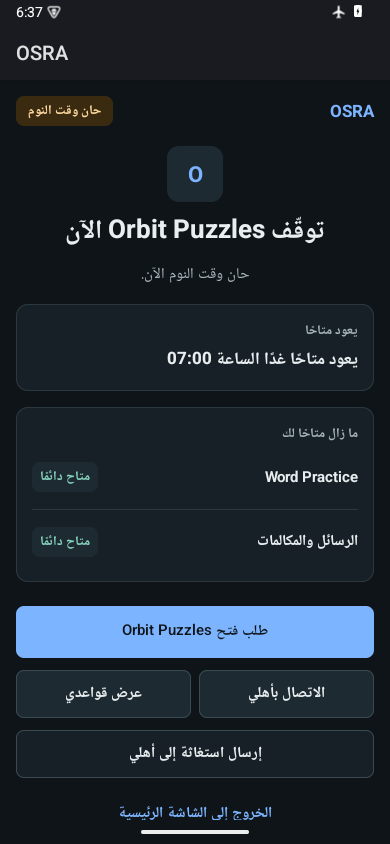 6:37
OSRA
OSRA
حان وقت النوم
O
توقّف Orbit Puzzles الآن
حان وقت النوم الآن.
يعود متاحًا
يعود متاحًا غدًا الساعة 07:00
ما زال متاحًا لك
Word Practice
متاح دائمًا
الرسائل والمكالمات
متاح دائمًا
طلب فتح Orbit Puzzles
الاتصال بأهلي
عرض قواعدي
إرسال استغاثة إلى أهلي
الخروج إلى الشاشة الرئيسية